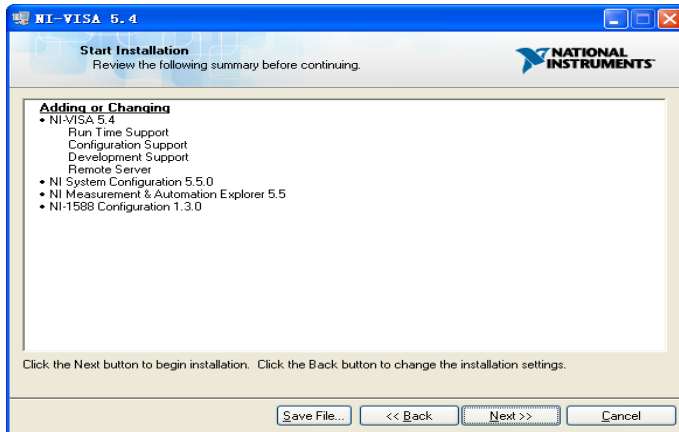 NI-VISA 5.4
Start Installation
Review the following summary before continuing.
NATIONAL
INSTRUMENTS
Adding or Changing
• NI-VISA 5.4
Run Time Support
Configuration Support
Development Support
Remote Server
• NI System Configuration 5.5.0
• NI Measurement & Automation Explorer 5.5
• NI-1588 Configuration 1.3.0
Click the Next button to begin installation. Click the Back button to change the installation settings.
Save File... << Back Next >> Cancel